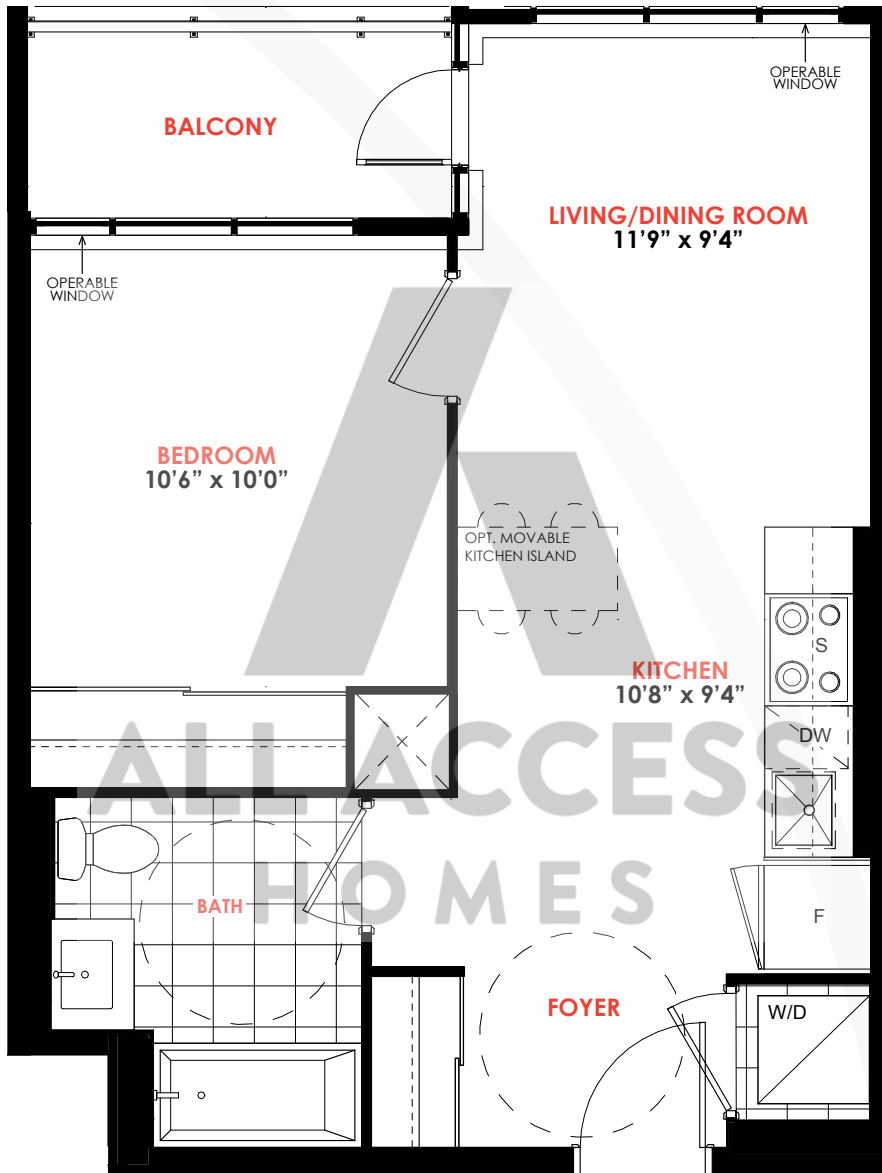 BALCONY
OPERABLE
WINDOW
LIVING/DINING ROOM
11’9” x 9’4”
OPERABLE
WINDOW
BEDROOM
10’6” x 10’0”
OPT. MOVABLE
KITCHEN ISLAND
S
KITCHEN
10’8” x 9’4”
DW
ALL ACCESS
HOMES
BATH
F
FOYER
W/D